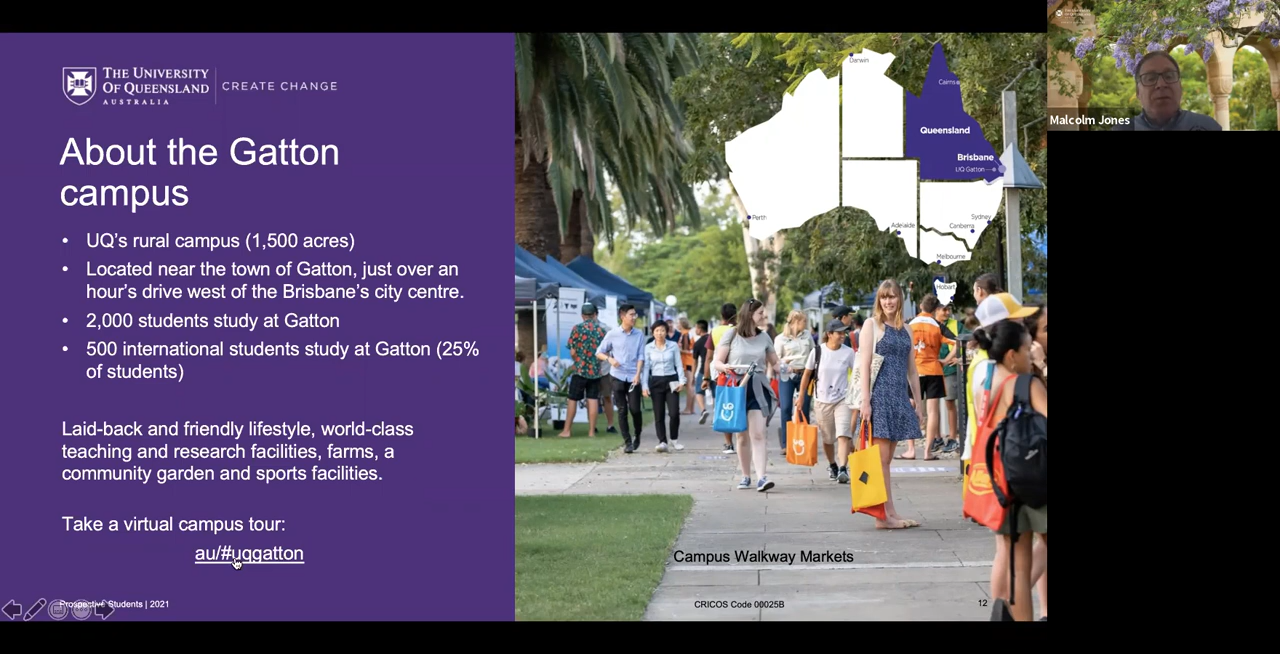 THE UNIVERSITY
OF QUEENSLAND
AUSTRALIA
CREATE CHANGE
About the Gatton
campus
• UQ's rural campus (1,500 acres)
• Located near the town of Gatton, just over an
hour's drive west of the Brisbane's city centre.
• 2,000 students study at Gatton
• 500 international students study at Gatton (25%
of students)
Laid-back and friendly lifestyle, world-class
teaching and research facilities, farms, a
community garden and sports facilities.
Take a virtual campus tour:
au/#uqgatton
Prospective Students | 2021
Darwin
Cairns
Queensland
Brisbane
UQ Gatton
Perth
Adelaide
Sydney
Canberra
Melbourne
Hobart
Campus Walkway Markets
CRICOS Code 00025B
12
Malcolm Jones